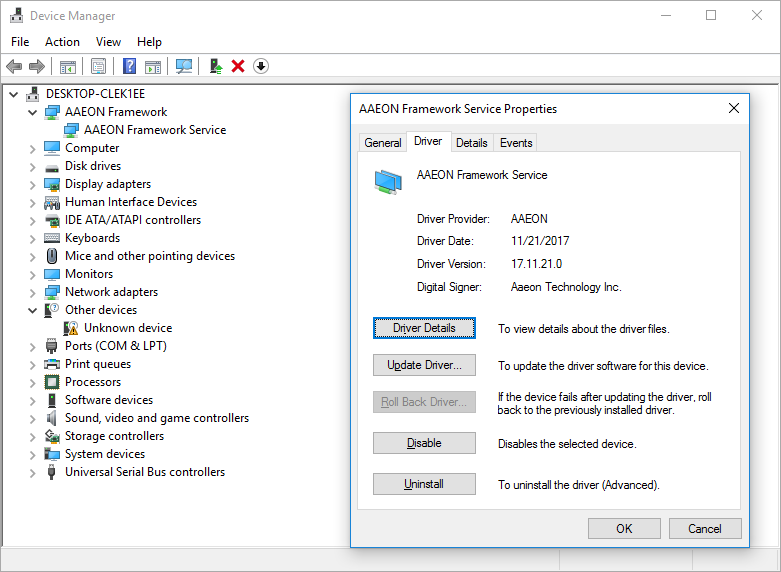 Device Manager
File Action View Help
DESKTOP-CLEK1EE
AAEON Framework
AAEON Framework Service
Computer
Disk drives
Display adapters
Human Interface Devices
IDE ATA/ATAPI controllers
Keyboards
Mice and other pointing devices
Monitors
Network adapters
Other devices
Unknown device
Ports (COM & LPT)
Print queues
Processors
Software devices
Sound, video and game controllers
Storage controllers
System devices
Universal Serial Bus controllers
AAEON Framework Service Properties
General Driver Details Events
AAEON Framework Service
Driver Provider: AAEON
Driver Date: 11/21/2017
Driver Version: 17.11.21.0
Digital Signer: Aaeon Technology Inc.
Driver Details To view details about the driver files.
Update Driver... To update the driver software for this device.
Roll Back Driver... If the device fails after updating the driver, roll
back to the previously installed driver.
Disable Disables the selected device.
Uninstall To uninstall the driver (Advanced).
OK Cancel